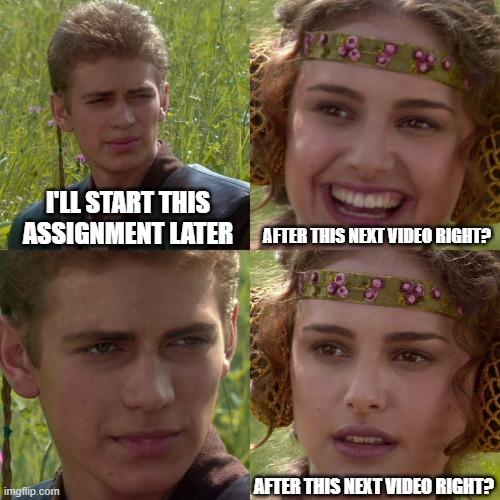 I'LL START THIS
ASSIGNMENT LATER
AFTER THIS NEXT VIDEO RIGHT?
AFTER THIS NEXT VIDEO RIGHT?
imgflip.com